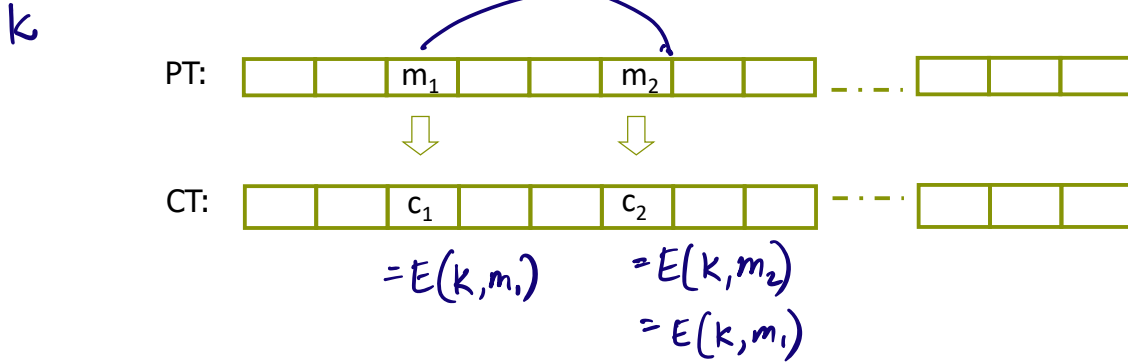 k
PT: m₁ m₂
CT: c₁ c₂
= E(k, m₁) = E(k, m₂)
= E(k, m₁)